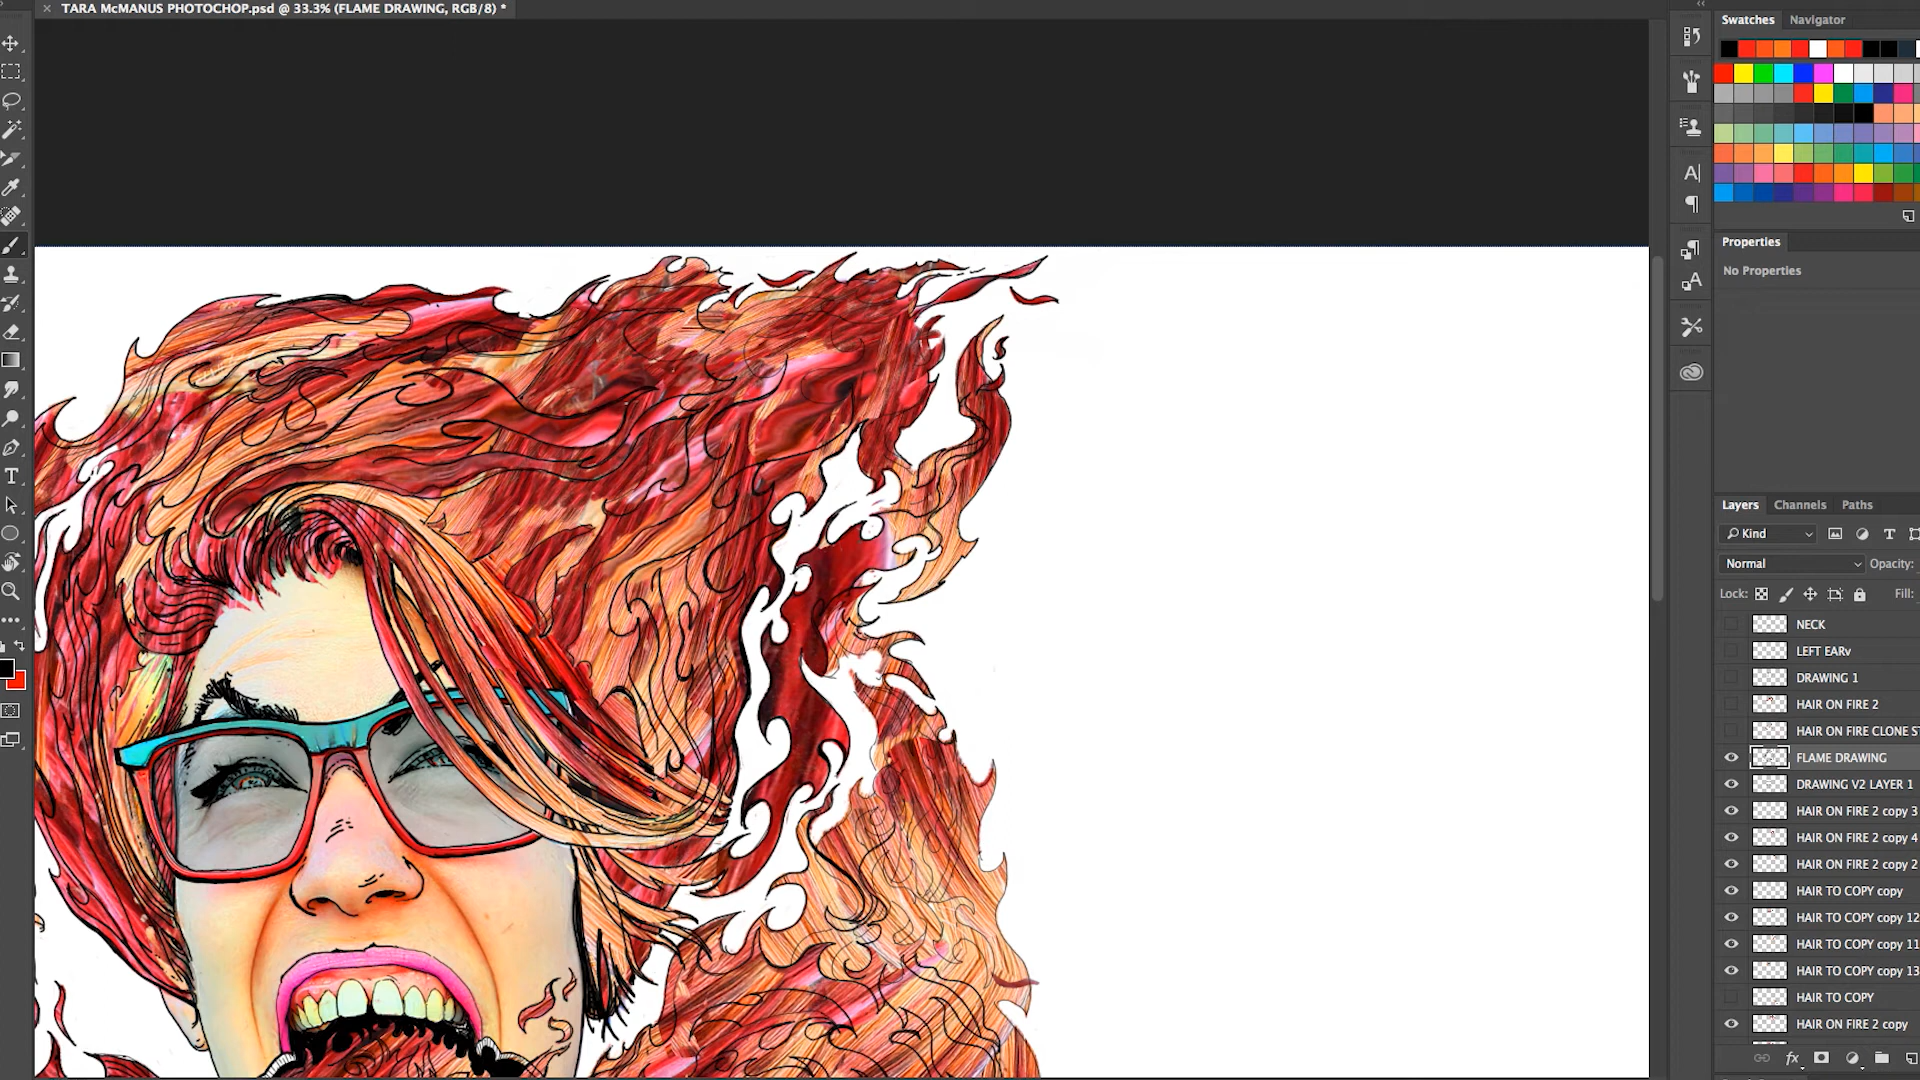 TARA McMANUS PHOTOCHOP.psd @ 33.3% (FLAME DRAWING, RGB/8) *
Swatches Navigator
Properties
No Properties
Layers Channels Paths
Kind
Normal Opacity:
Lock: Fill:
NECK
LEFT EARv
DRAWING 1
HAIR ON FIRE 2
HAIR ON FIRE CLONE ST
FLAME DRAWING
DRAWING V2 LAYER 1
HAIR ON FIRE 2 copy 3
HAIR ON FIRE 2 copy 4
HAIR ON FIRE 2 copy 2
HAIR TO COPY copy
HAIR TO COPY copy 12
HAIR TO COPY copy 11
HAIR TO COPY copy 13
HAIR TO COPY
HAIR ON FIRE 2 copy
fx